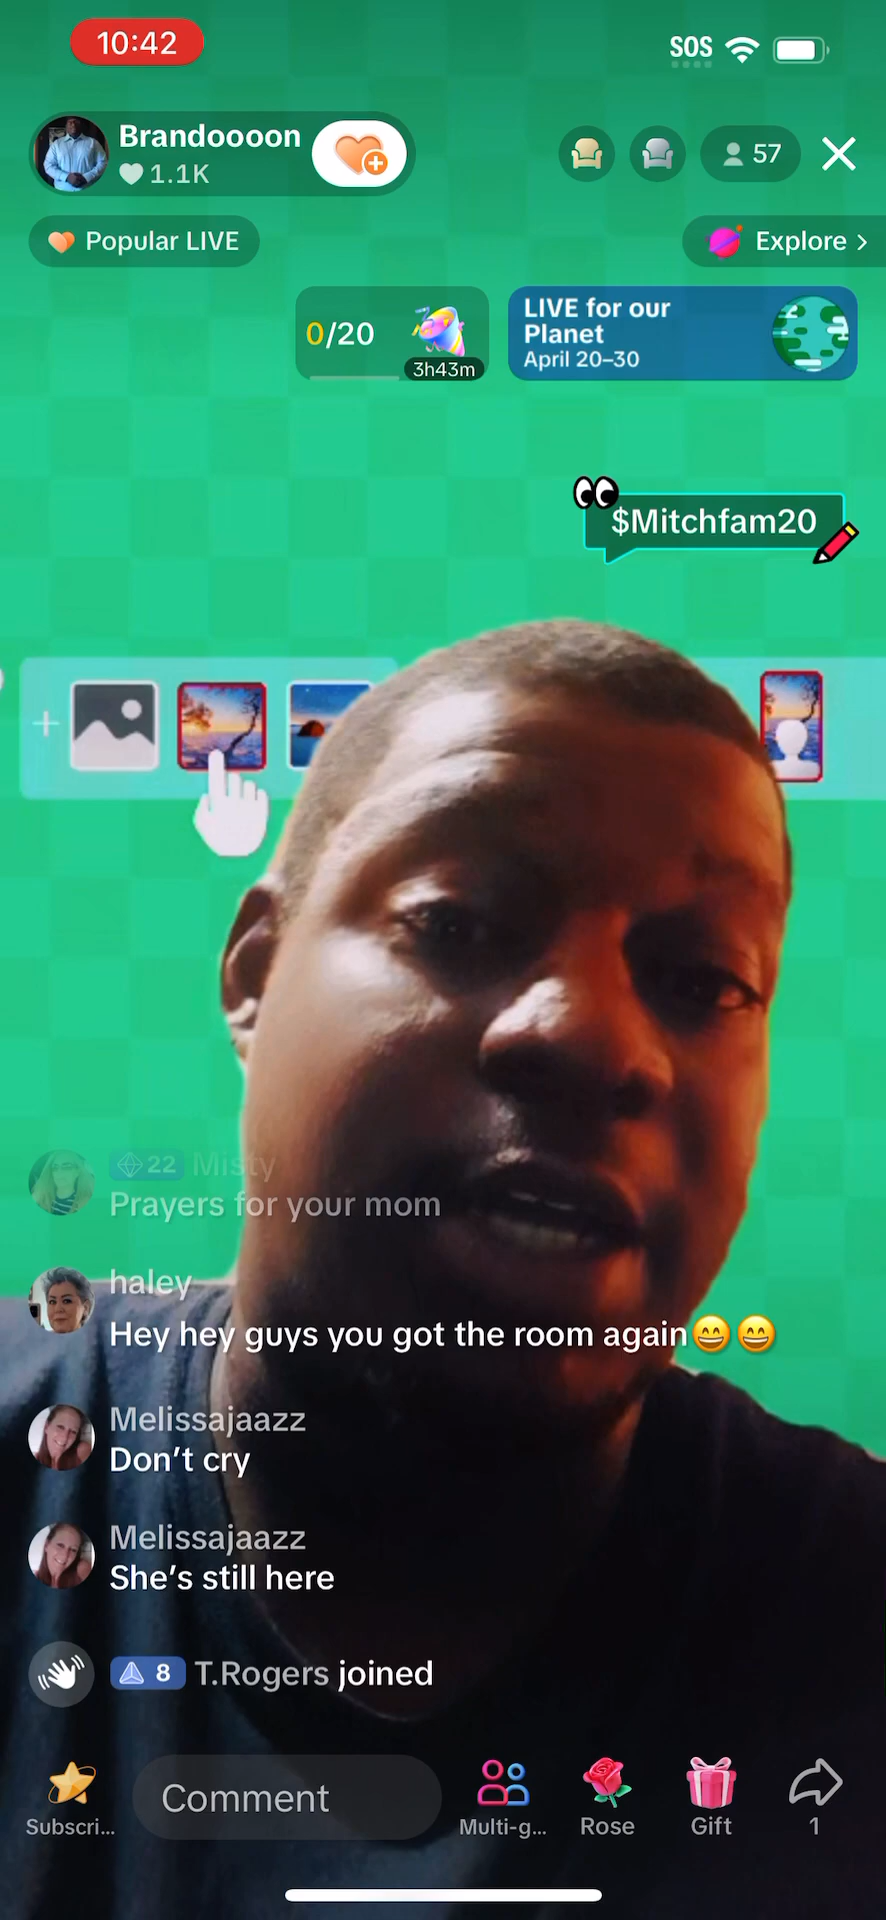 10:42
SOS
Brandoooon
1.1K
57
Popular LIVE
Explore >
0/20
3h43m
LIVE for our
Planet
April 20–30
$Mitchfam20
22 Misty
Prayers for your mom
haley
Hey hey guys you got the room again😄😄
Melissajaazz
Don’t cry
Melissajaazz
She’s still here
8 T.Rogers joined
Subscri...
Comment
Multi-g...
Rose
Gift
1